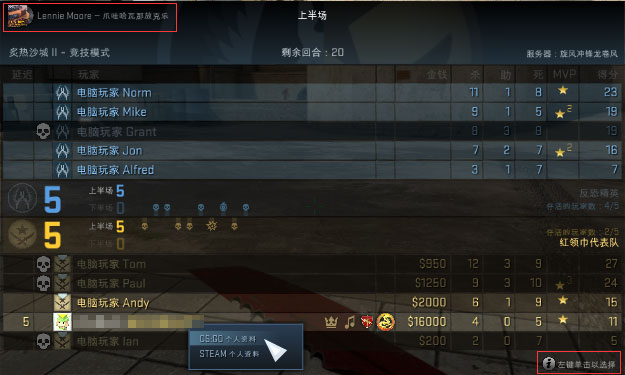 Lennie Moore — 爪哇哈瓦那放克乐
上半场
炙热沙城 II - 竞技模式
剩余回合:20
服务器:旋风冲锋龙卷风
延迟 玩家 金钱 杀 助 死 MVP 得分
电脑玩家 Norm 11 1 8 23
电脑玩家 Mike 9 1 5 2 19
电脑玩家 Grant 8 3 8 19
电脑玩家 Jon 7 2 7 2 16
电脑玩家 Alfred 3 1 7 7
5 上半场 5
下半场 0
反恐精英
存活的玩家数:4/5
5 上半场 5
下半场 0
存活的玩家数:2/5
红领巾代表队
电脑玩家 Tom $950 12 3 9 27
电脑玩家 Paul $1250 9 3 10 3 24
电脑玩家 Andy $2000 6 1 9 15
5 $16000 4 0 5 11
电脑玩家 Ian $200 2 0 7
CS:GO 个人资料
STEAM 个人资料
左键单击以选择